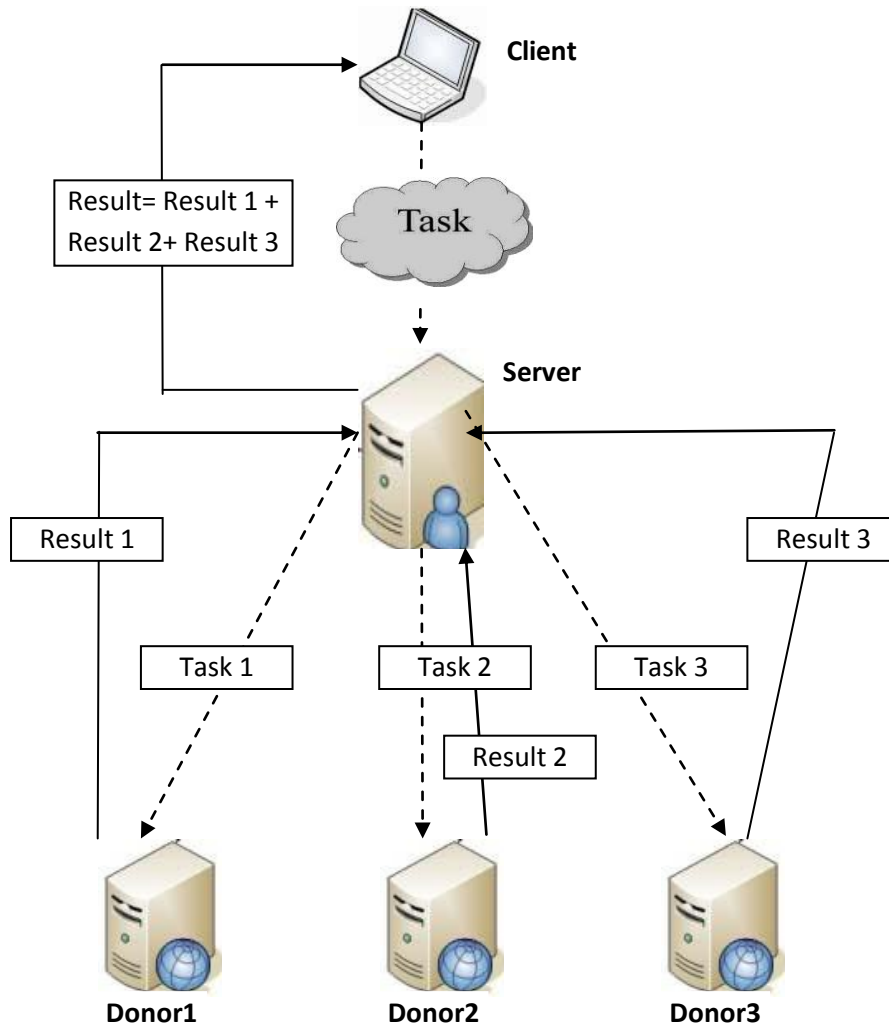 Client
Result= Result 1 +
Result 2+ Result 3
Task
Server
Result 1
Result 3
Task 1
Task 2
Task 3
Result 2
Donor1
Donor2
Donor3